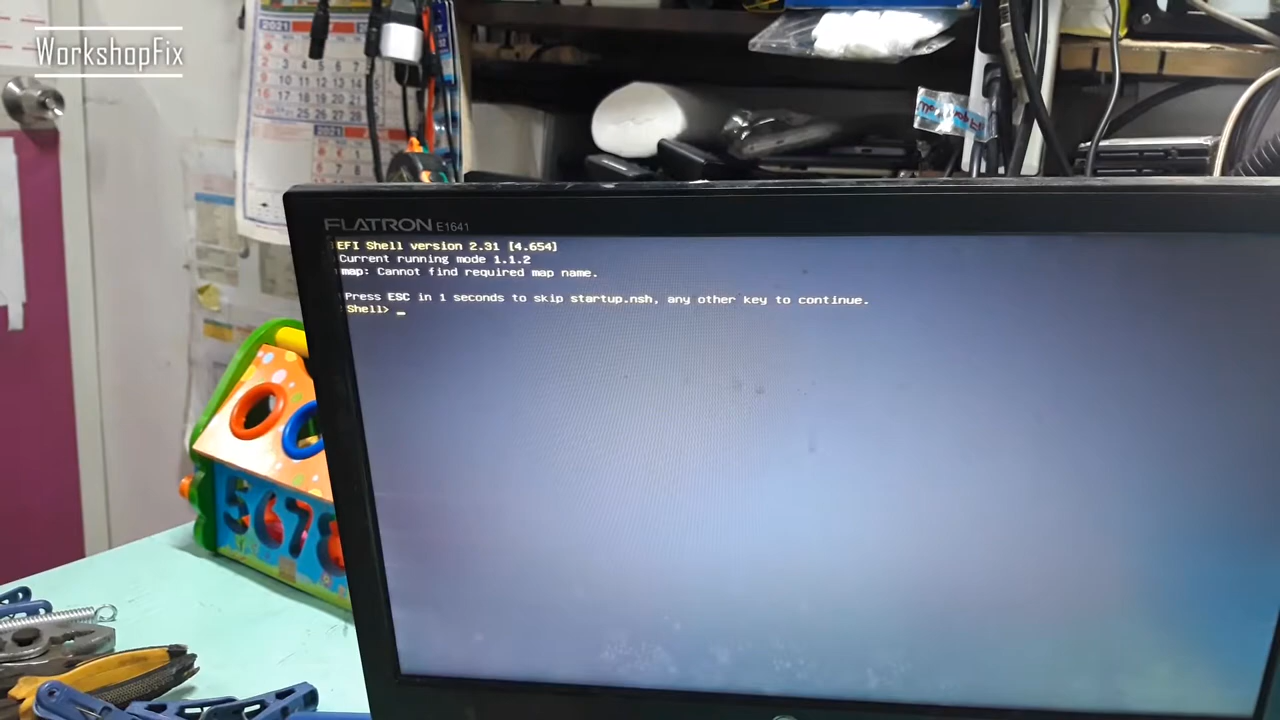 WorkshopFix
2021
2021
FLATRON E1641
EFI Shell version 2.31 [4.654]
Current running mode 1.1.2
map: Cannot find required map name.
Press ESC in 1 seconds to skip startup.nsh, any other key to continue.
Shell> _
5678